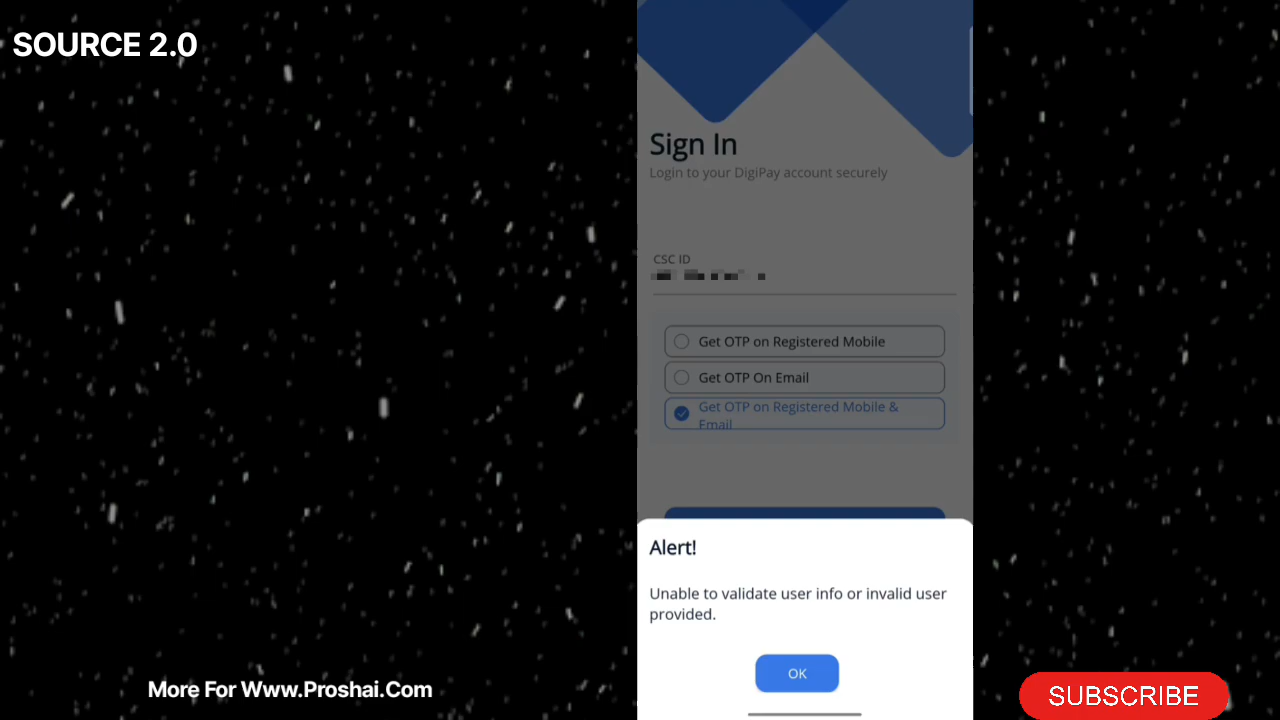 SOURCE 2.0
Sign In
Login to your DigiPay account securely
CSC ID
Get OTP on Registered Mobile
Get OTP On Email
Get OTP on Registered Mobile &
Email
Alert!
Unable to validate user info or invalid user
provided.
OK
More For Www.Proshai.Com
SUBSCRIBE